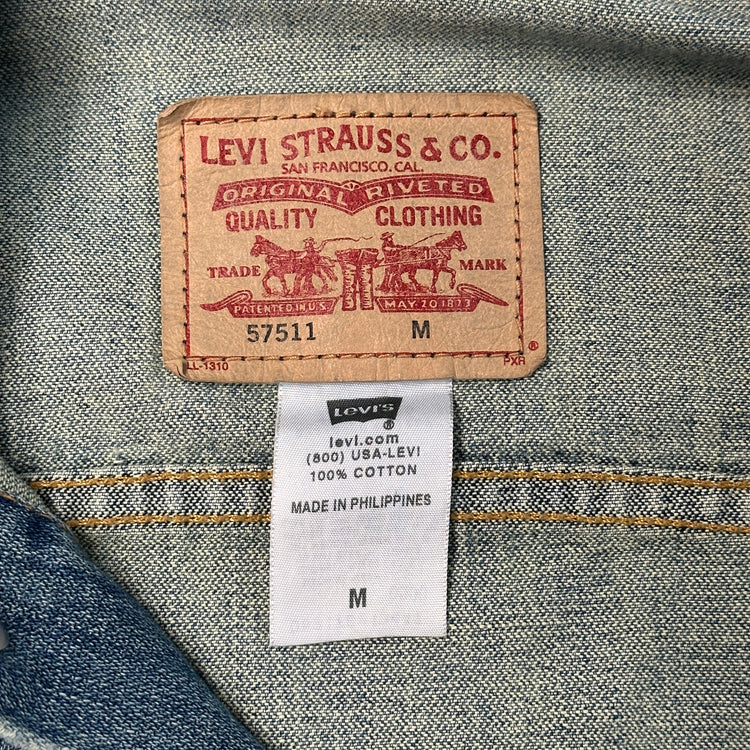 LEVI STRAUSS & CO.
SAN FRANCISCO. CAL.
ORIGINAL RIVETED
QUALITY CLOTHING
TRADE MARK
PATENTED IN U.S. MAY 20 1873
57511 M
LL-1310 PXR ®
Levi's
®
levi.com
(800) USA-LEVI
100% COTTON
MADE IN PHILIPPINES
M